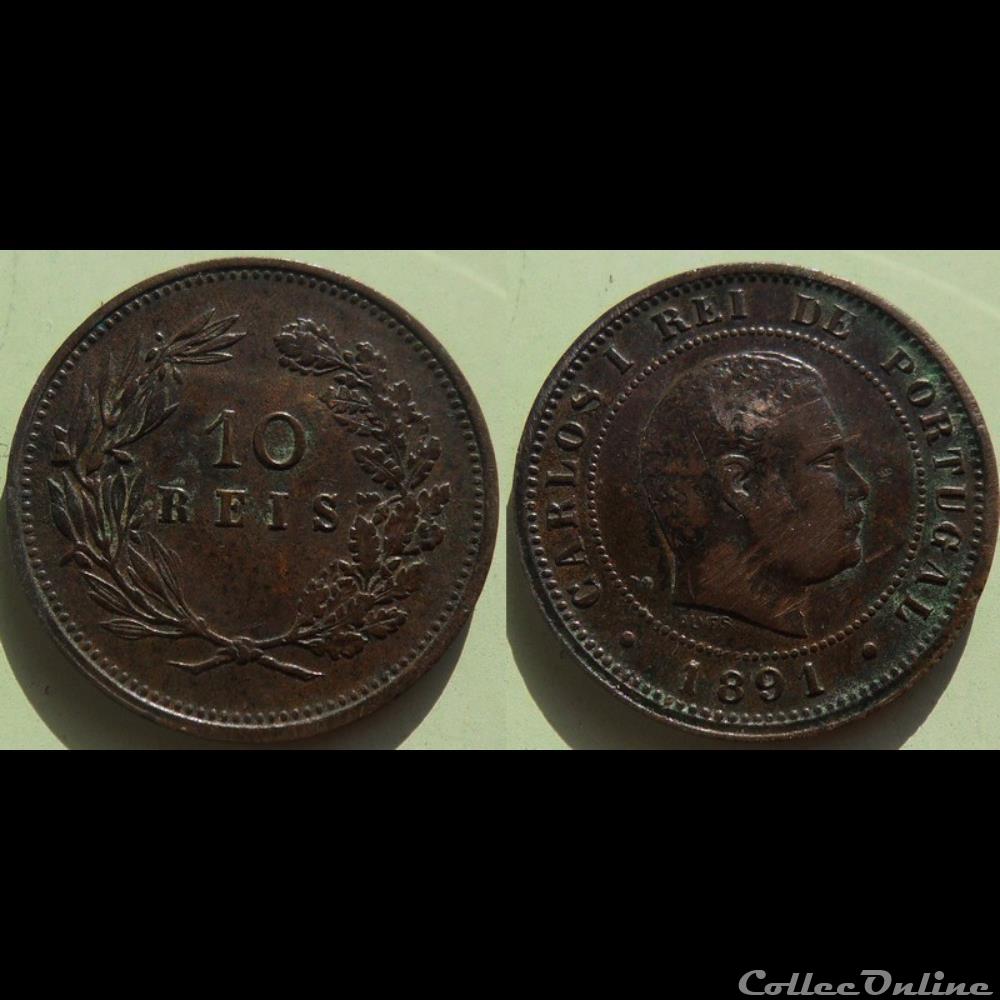 10
REIS
CARLOS I REI DE PORTUGAL
• 1891 •
CollecOnline